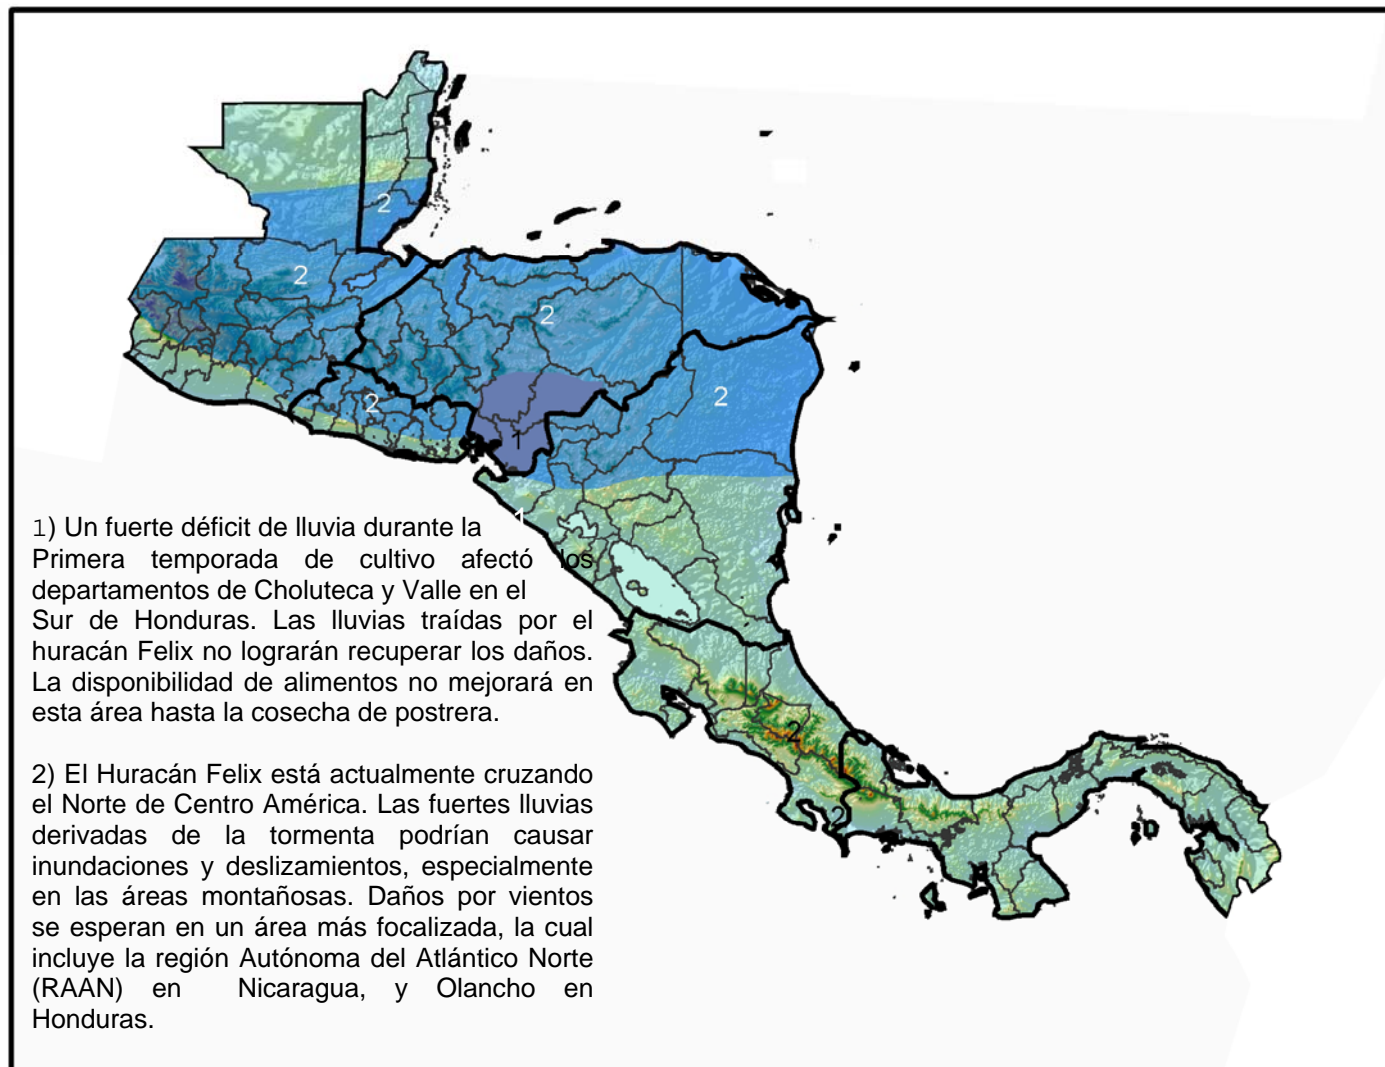 2
2
2
2
2
1
1) Un fuerte déficit de lluvia durante la
1
Primera temporada de cultivo afectó los
departamentos de Choluteca y Valle en el
Sur de Honduras. Las lluvias traídas por el
huracán Felix no lograrán recuperar los daños.
La disponibilidad de alimentos no mejorará en
esta área hasta la cosecha de postrera.
2
2) El Huracán Felix está actualmente cruzando
el Norte de Centro América. Las fuertes lluvias
2
derivadas de la tormenta podrían causar
inundaciones y deslizamientos, especialmente
en las áreas montañosas. Daños por vientos
se esperan en un área más focalizada, la cual
incluye la región Autónoma del Atlántico Norte
(RAAN) en Nicaragua, y Olancho en
Honduras.